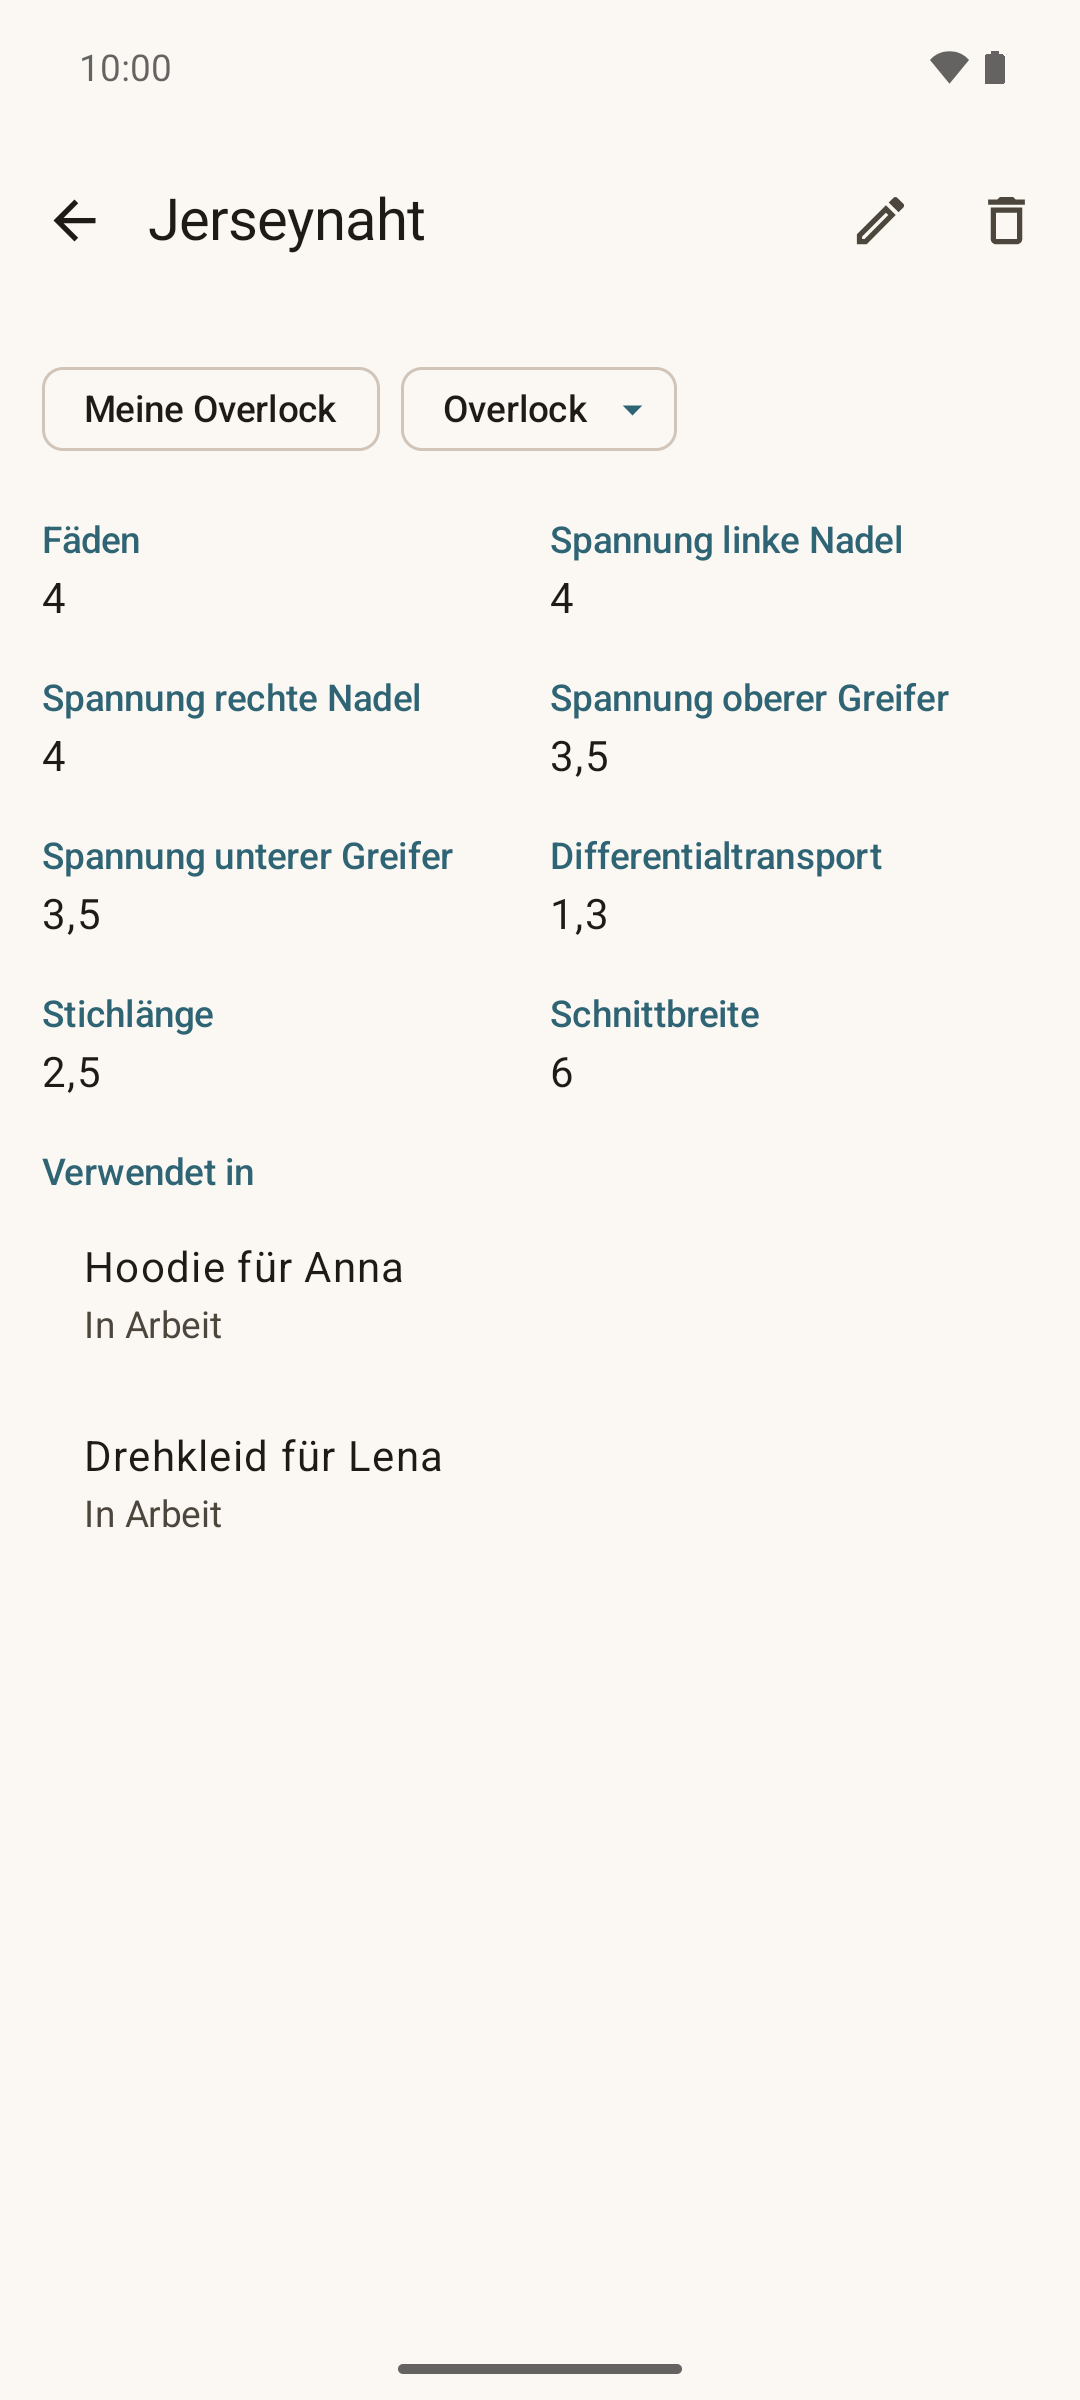 10:00
Jerseynaht
Meine Overlock
Overlock
Fäden
Spannung linke Nadel
4
4
Spannung rechte Nadel
Spannung oberer Greifer
4
3,5
Spannung unterer Greifer
Differentialtransport
3,5
1,3
Stichlänge
Schnittbreite
2,5
6
Verwendet in
Hoodie für Anna
In Arbeit
Drehkleid für Lena
In Arbeit